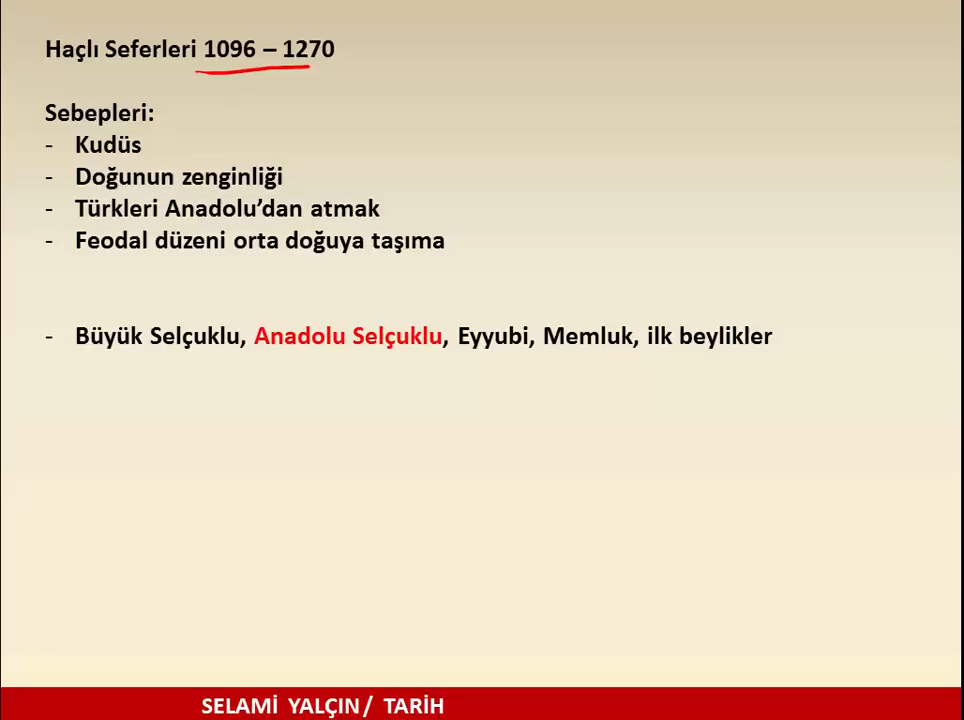 Haçlı Seferleri 1096 – 1270
Sebepleri:
- Kudüs
- Doğunun zenginliği
- Türkleri Anadolu’dan atmak
- Feodal düzeni orta doğuya taşıma
- Büyük Selçuklu, Anadolu Selçuklu, Eyyubi, Memluk, ilk beylikler
SELAMİ YALÇIN / TARİH